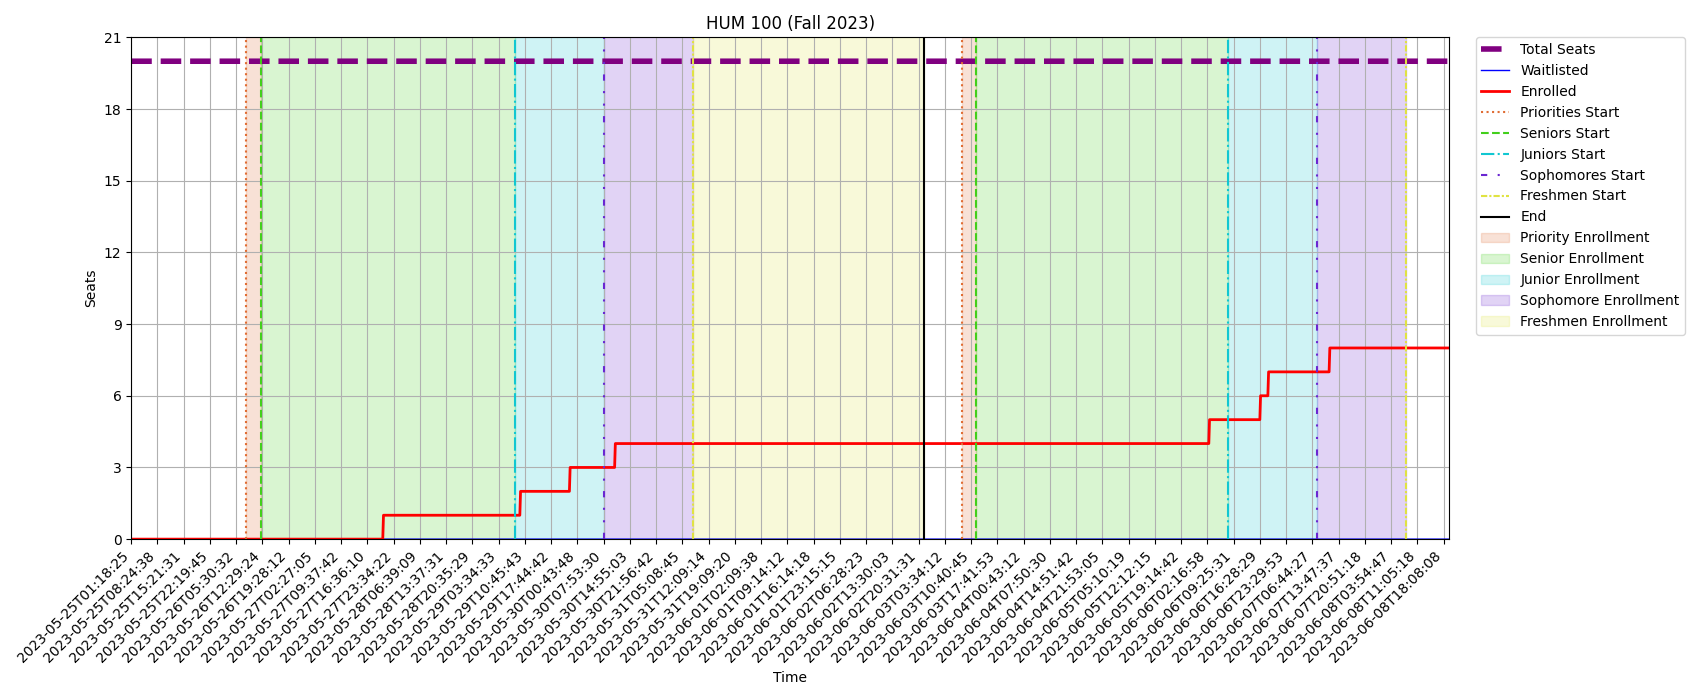 HUM 100 (Fall 2023)
Seats
21
18
15
12
9
6
3
0
2023-05-25T01:18:25
2023-05-25T08:24:38
2023-05-25T15:21:31
2023-05-25T22:19:45
2023-05-26T05:30:32
2023-05-26T12:29:24
2023-05-26T19:28:12
2023-05-27T02:27:05
2023-05-27T09:37:42
2023-05-27T16:36:10
2023-05-27T23:34:22
2023-05-28T06:39:09
2023-05-28T13:37:31
2023-05-28T20:35:29
2023-05-29T03:34:33
2023-05-29T10:45:43
2023-05-29T17:44:42
2023-05-30T00:43:48
2023-05-30T07:53:30
2023-05-30T14:55:03
2023-05-30T21:56:42
2023-05-31T05:08:45
2023-05-31T12:09:14
2023-05-31T19:09:20
2023-06-01T02:09:38
2023-06-01T09:14:12
2023-06-01T16:14:18
2023-06-01T23:15:15
2023-06-02T06:28:23
2023-06-02T13:30:03
2023-06-02T20:31:31
2023-06-03T03:34:12
2023-06-03T10:40:45
2023-06-03T17:41:53
2023-06-04T00:43:12
2023-06-04T07:50:30
2023-06-04T14:51:42
2023-06-04T21:53:05
2023-06-05T05:10:19
2023-06-05T12:12:15
2023-06-05T19:14:42
2023-06-06T02:16:58
2023-06-06T09:25:31
2023-06-06T16:28:29
2023-06-06T23:29:53
2023-06-07T06:44:27
2023-06-07T13:47:37
2023-06-07T20:51:18
2023-06-08T03:54:47
2023-06-08T11:05:18
2023-06-08T18:08:08
Time
Total Seats
Waitlisted
Enrolled
Priorities Start
Seniors Start
Juniors Start
Sophomores Start
Freshmen Start
End
Priority Enrollment
Senior Enrollment
Junior Enrollment
Sophomore Enrollment
Freshmen Enrollment